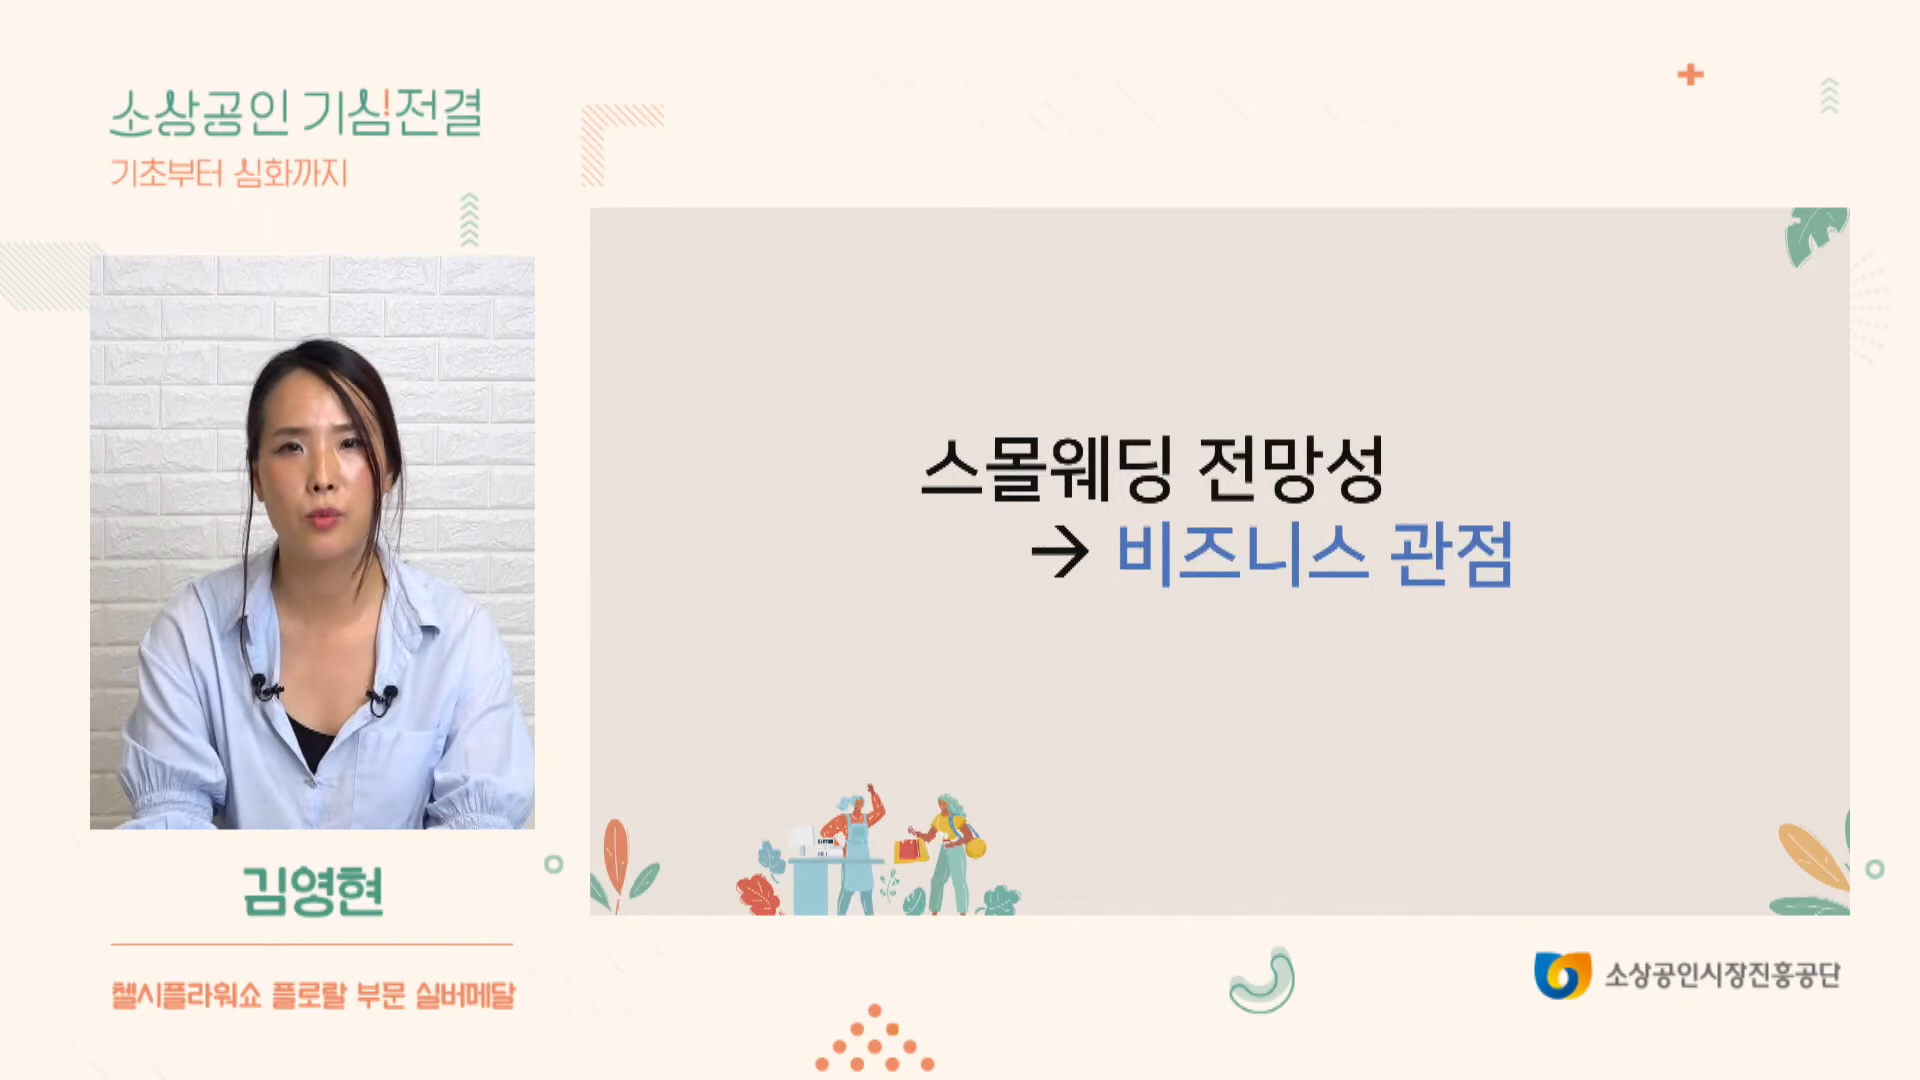 소상공인 기심전결
기초부터 심화까지
스몰웨딩 전망성
→ 비즈니스 관점
김영현
첼시플라워쇼 플로랄 부문 실버메달
소상공인시장진흥공단